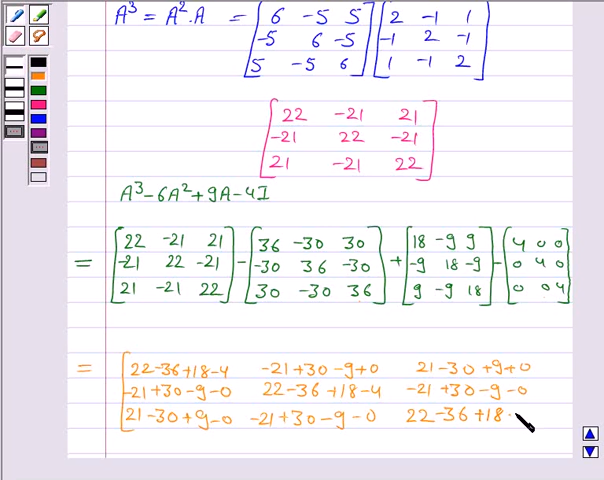 A³ = A².A = [6 -5 5] [2 -1 1]
[-5 6 -5] [-1 2 -1]
[5 -5 6] [1 -1 2]
[22 -21 21]
[-21 22 -21]
[21 -21 22]
A³-6A²+9A-4I
[22 -21 21] [36 -30 30] [18 -9 9] [4 0 0]
= [-21 22 -21] - [-30 36 -30] + [-9 18 -9] - [0 4 0]
[21 -21 22] [30 -30 36] [9 -9 18] [0 0 4]
= [22-36+18-4 -21+30-9+0 21-30+9+0
-21+30-9-0 22-36+18-4 -21+30-9-0
21-30+9-0 -21+30-9-0 22-36+18-